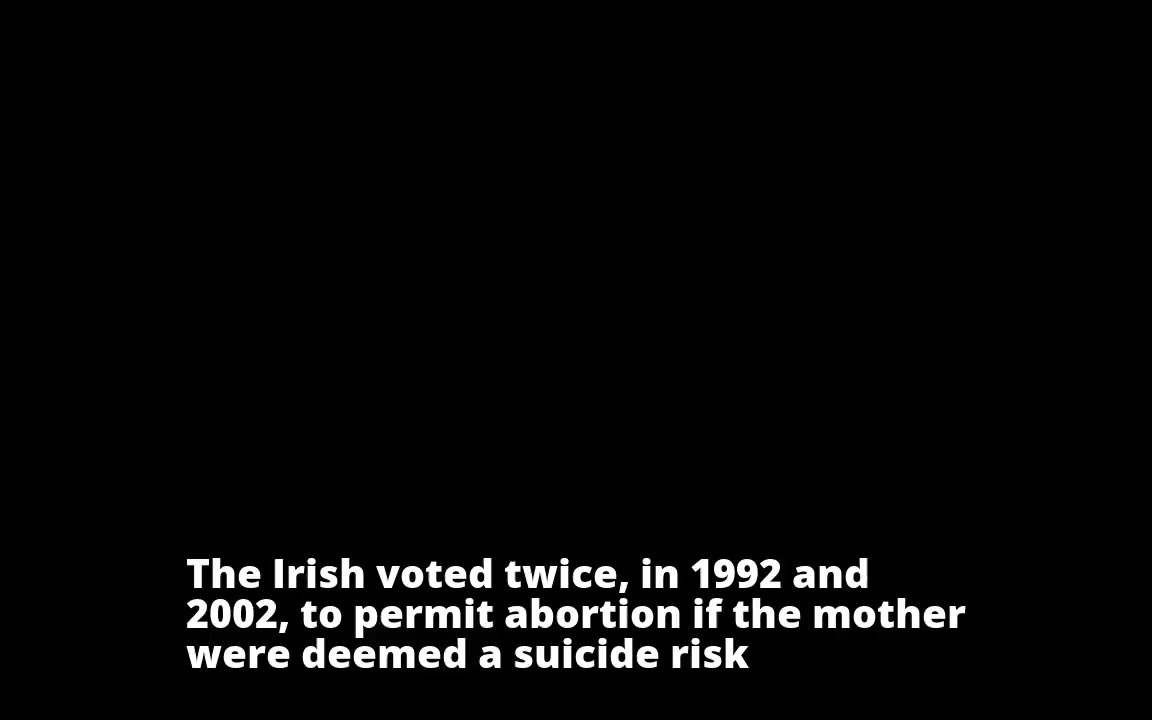 The Irish voted twice, in 1992 and
2002, to permit abortion if the mother
were deemed a suicide risk